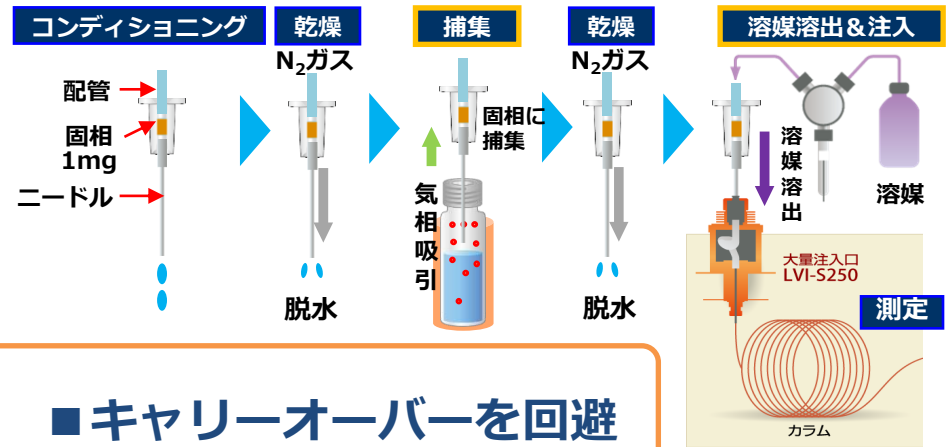 コンディショニング
配管
固相
1mg
ニードル
乾燥
N₂ガス
脱水
捕集
固相に
捕集
気相吸引
乾燥
N₂ガス
脱水
溶媒溶出＆注入
溶媒溶出
溶媒
大量注入口
LVI-S250
測定
カラム
■キャリーオーバーを回避